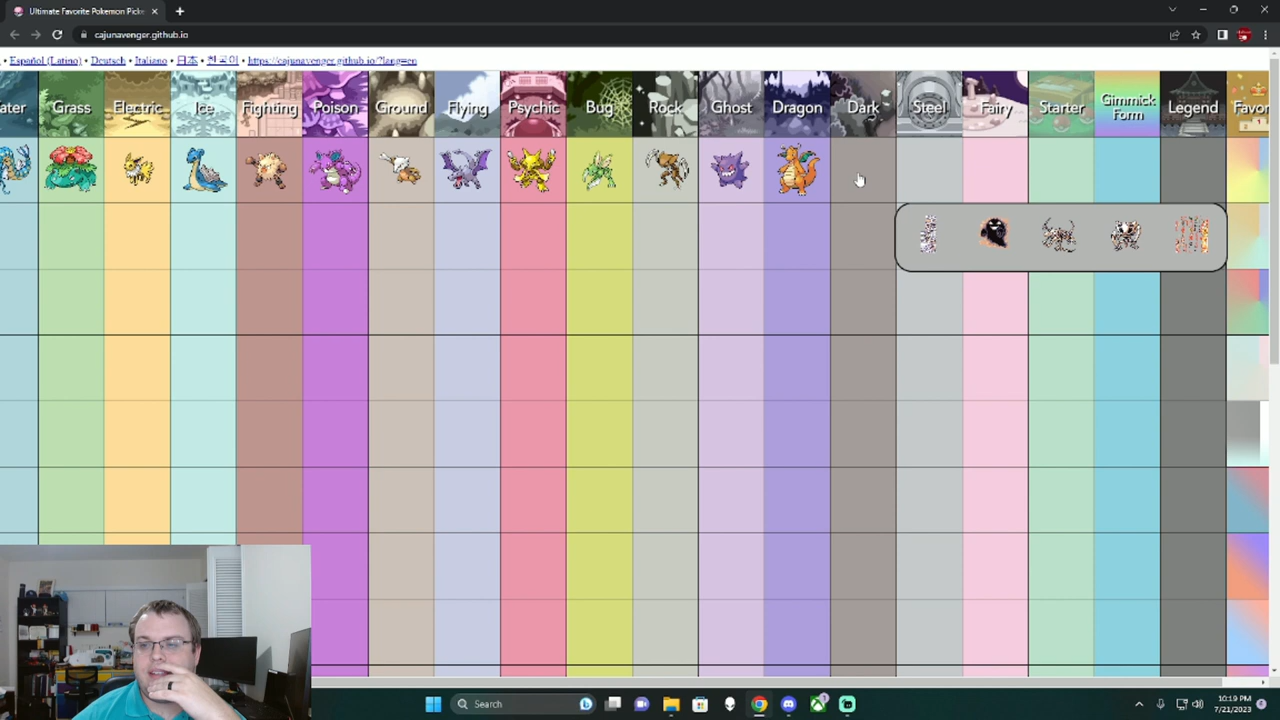 Ultimate Favorite Pokemon Picke
cajunavenger.github.io
• Español (Latino) • Deutsch • Italiano • 日本 • 한국어 • https://cajunavenger.github.io/?lang=en
ater Grass Electric Ice Fighting Poison Ground Flying Psychic Bug Rock Ghost Dragon Dark Steel Fairy Starter Gimmick Form Legend Favor
Search
10:19 PM
7/21/2023